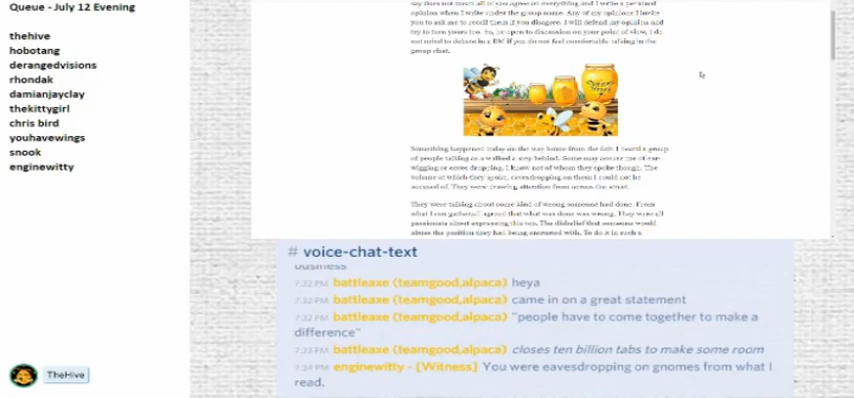 Queue - July 12 Evening
thehive
hobotang
derangedvisions
rhondak
damianjayclay
thekittygirl
chris bird
youhavewings
snook
enginewitty
TheHive
say does not mean all of you agree on everything and I write a personal
opinion when I write under the group name. Any of my opinions I invite
you to ask me to recall them if you disagree. I will defend my opinion and
try to turn yours too. So, be open to discussion on your point of view, I do
not mind to debate in a DM if you do not feel comfortable talking in the
group chat.
Something happened today on the way home from the
I heard a group
of people talking as a walked a step behind. Some may accuse me of ear-
wigging or eaves dropping. I knew not of whom they spoke though. The
volume at which they spoke, eavesdropping on them I could not be
accused of. They were drawing attention from across the street.
They were talking about some kind of wrong someone had done. From
what I can gather all agreed that what was done was wrong. They were all
passionate about expressing this too. The disbelief that someone would
abuse the position they had being entrusted with. To do it in such a
# voice-chat-text
business
7:32 PM battleaxe (teamgood,alpaca) heya
7:32 PM battleaxe (teamgood,alpaca) came in on a great statement
7:32 PM battleaxe (teamgood,alpaca) "people have to come together to make a
difference"
7:33 PM battleaxe (teamgood,alpaca) closes ten billion tabs to make some room
7:34 PM enginewitty - [Witness] You were eavesdropping on gnomes from what I
read.